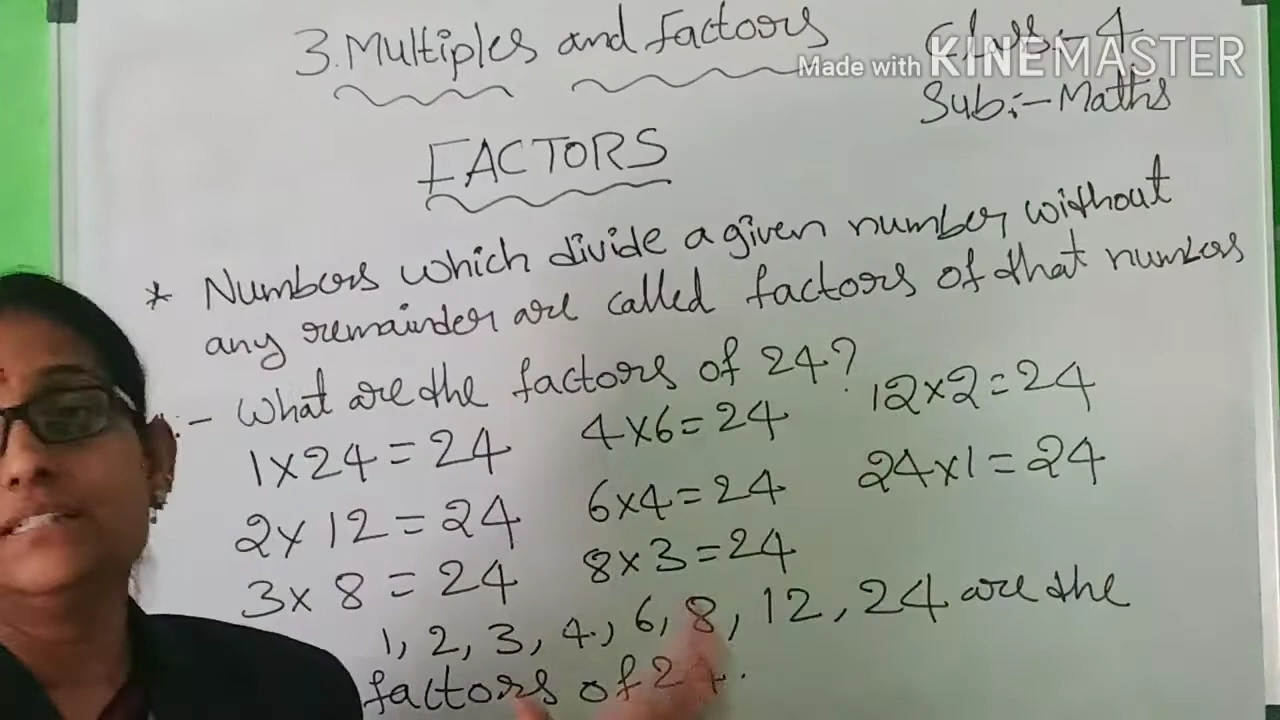 3. Multiples and Factors
Class:- 4
Made with KINEMASTER
Sub:- Maths
FACTORS
* Numbers which divide a given number without
any remainder are called factors of that numbers
:- What are the factors of 24?
1x24=24
2x12=24
3x8=24
4x6=24
6x4=24
8x3=24
12x2=24
24x1=24
1, 2, 3, 4, 6, 8, 12, 24 are the
factors of 24.